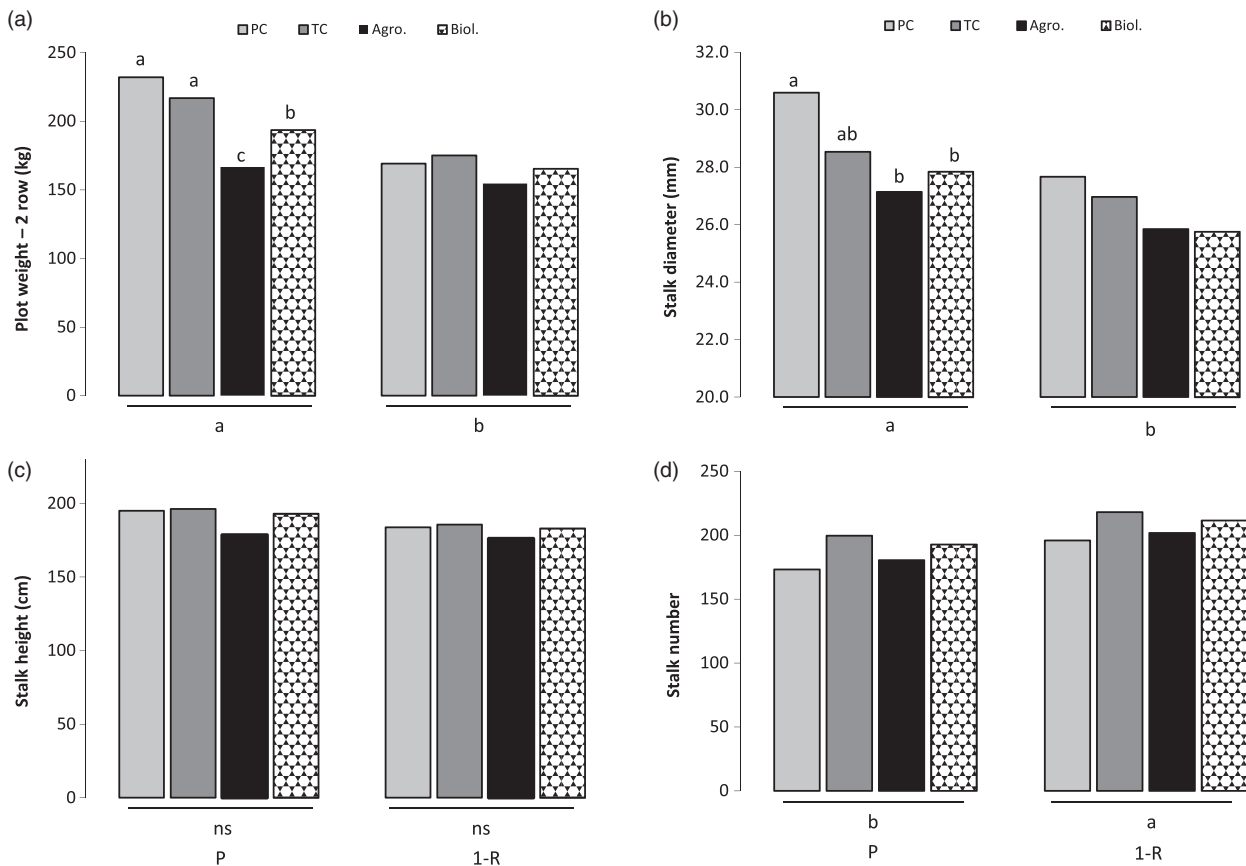 (a)
PC TC Agro. Biol.
250
200
150
100
50
0
Plot weight – 2 row (kg)
a a c b
a b
(b)
PC TC Agro. Biol.
32.0
30.0
28.0
26.0
24.0
22.0
20.0
Stalk diameter (mm)
a ab b b
a b
(c)
200
150
100
50
0
Stalk height (cm)
ns ns
P 1-R
(d)
250
200
150
100
50
0
Stalk number
b a
P 1-R